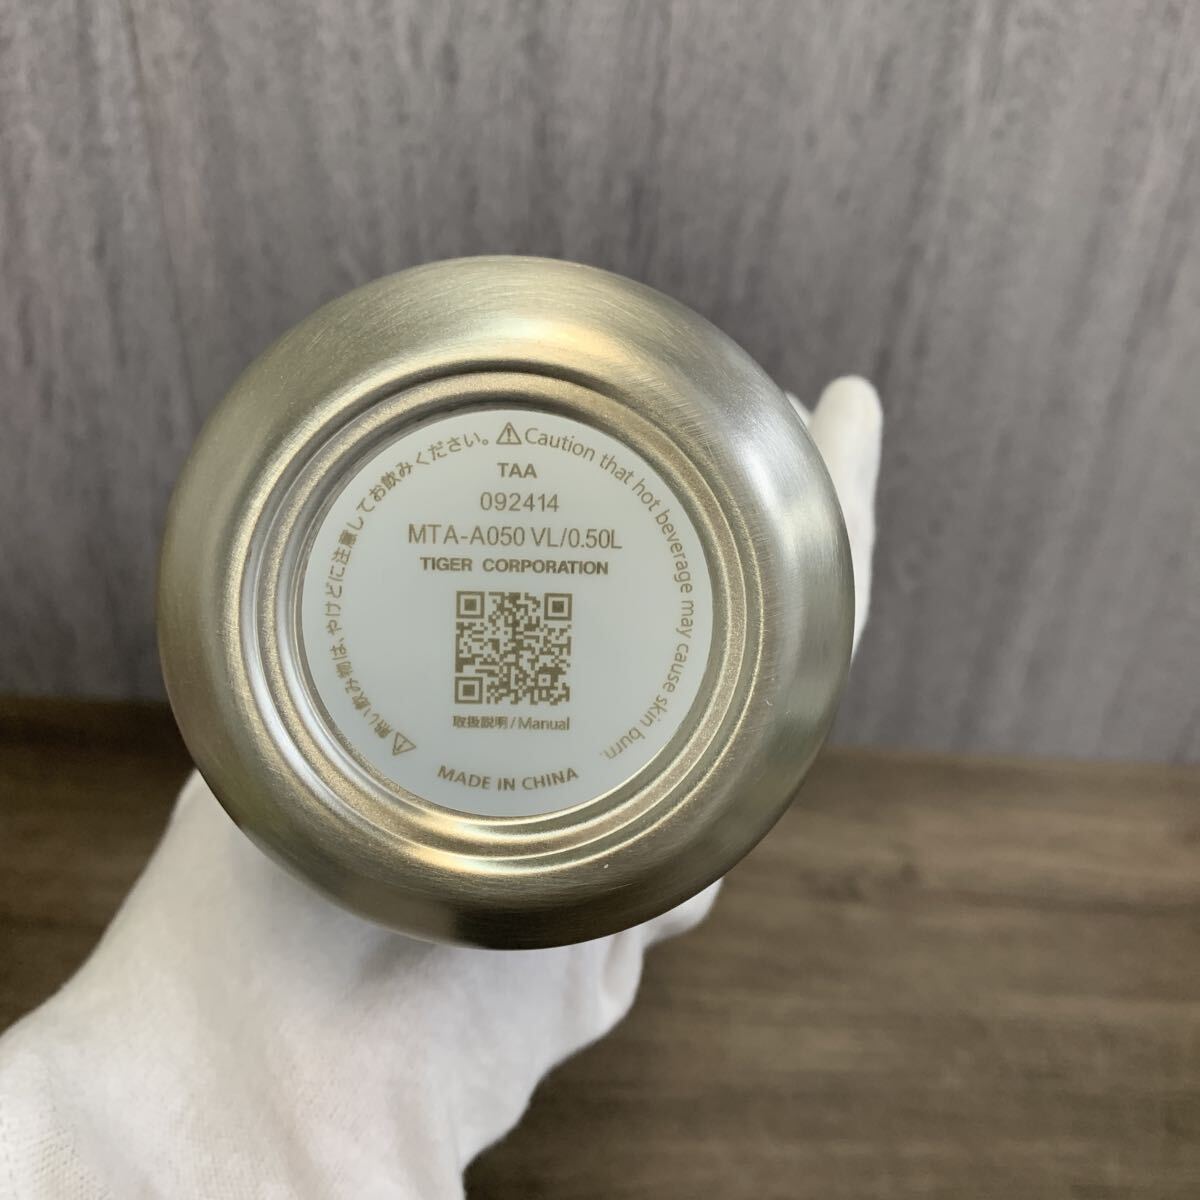 ⚠熱い飲み物は、やけどに注意してお飲みください。
⚠Caution that hot beverage may cause skin burn.
TAA
092414
MTA-A050 VL/0.50L
TIGER CORPORATION
取扱説明/Manual
MADE IN CHINA